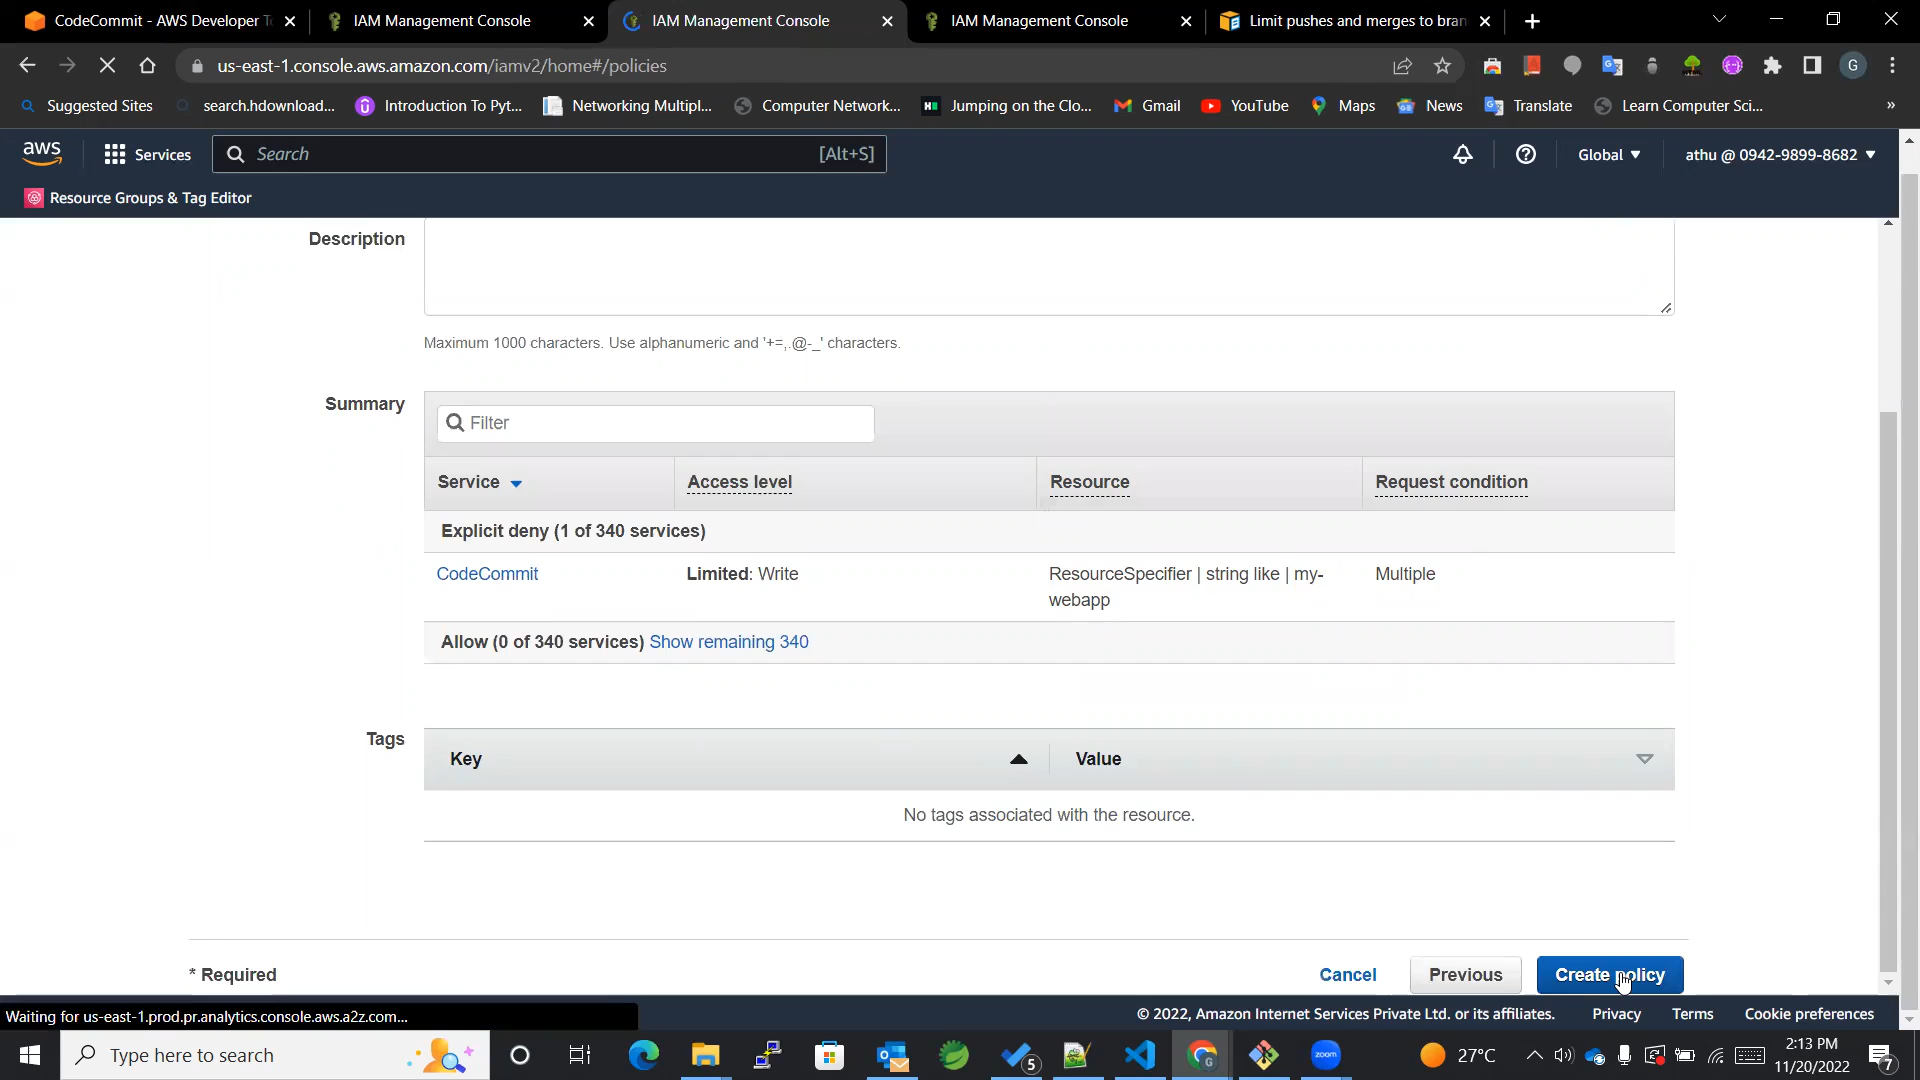 CodeCommit - AWS Developer To
IAM Management Console
IAM Management Console
IAM Management Console
Limit pushes and merges to bran
us-east-1.console.aws.amazon.com/iamv2/home#/policies
G
Suggested Sites
search.hdownload...
Introduction To Pyt...
Networking Multipl...
Computer Network...
Jumping on the Clo...
Gmail
YouTube
Maps
News
Translate
Learn Computer Sci...
»
aws
Services
Search
[Alt+S]
Global
athu @ 0942-9899-8682
Resource Groups & Tag Editor
Description
Maximum 1000 characters. Use alphanumeric and '+=,.@-_' characters.
Summary
Filter
Service
Access level
Resource
Request condition
Explicit deny (1 of 340 services)
CodeCommit
Limited: Write
ResourceSpecifier | string like | my-
webapp
Multiple
Allow (0 of 340 services) Show remaining 340
Tags
Key
Value
No tags associated with the resource.
* Required
Cancel
Previous
Create policy
Waiting for us-east-1.prod.pr.analytics.console.aws.a2z.com...
© 2022, Amazon Internet Services Private Ltd. or its affiliates.
Privacy
Terms
Cookie preferences
Type here to search
5
zoom
27°C
2:13 PM
11/20/2022
7